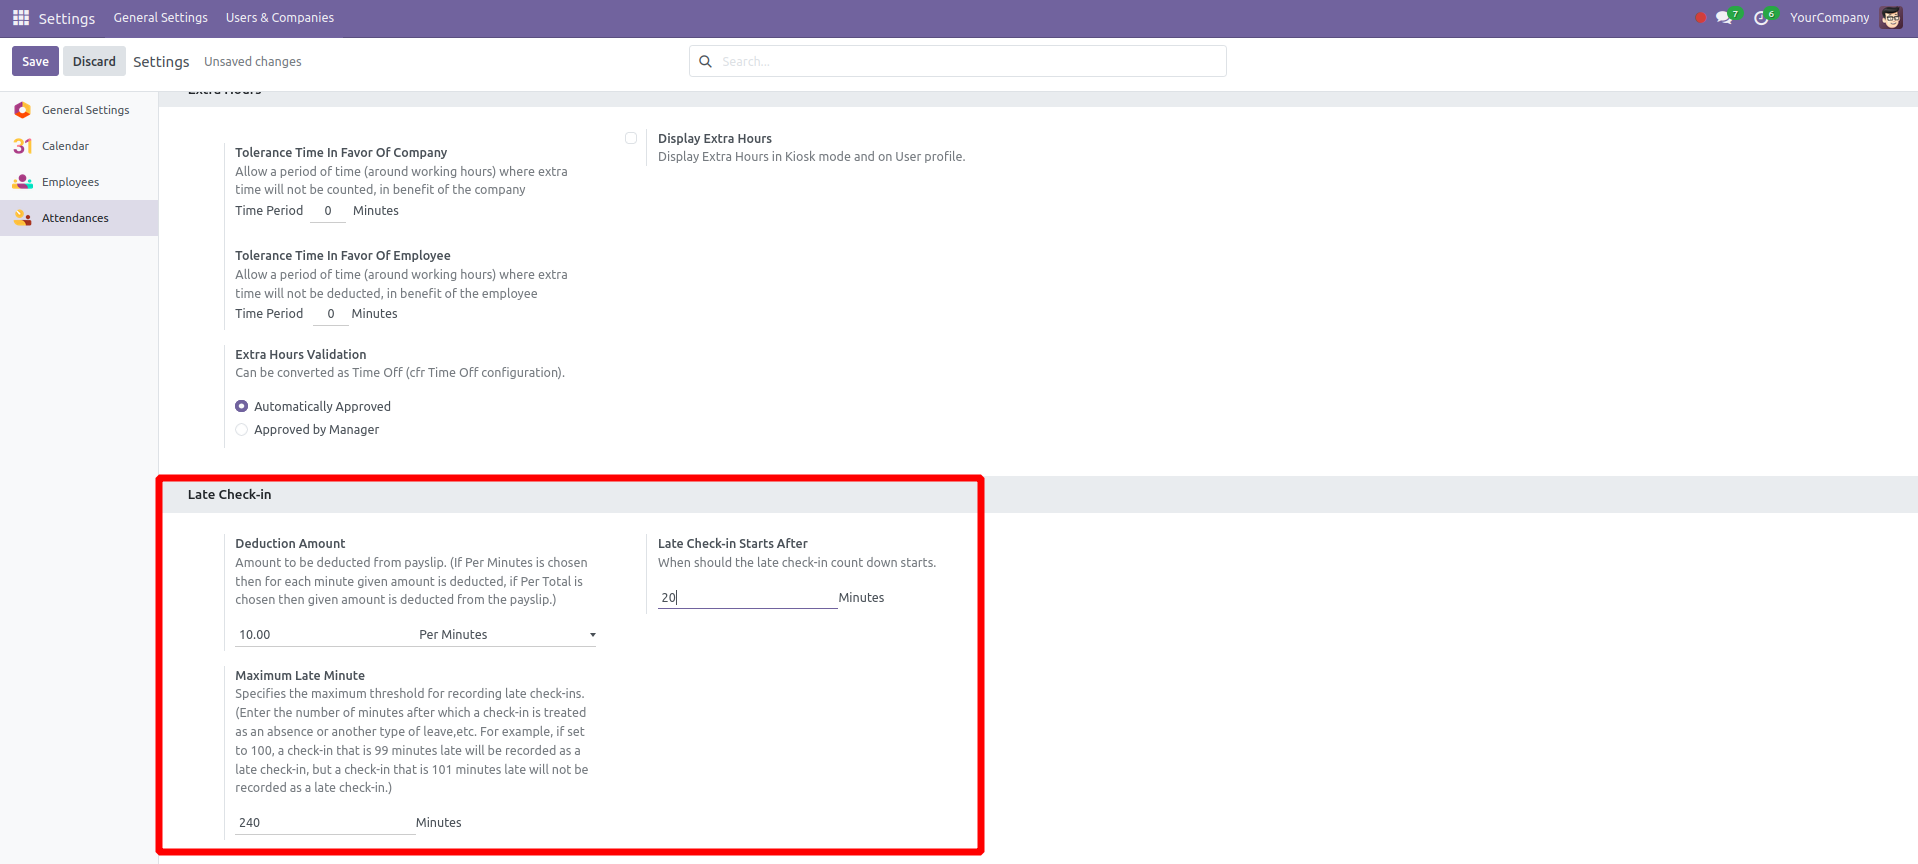 Settings General Settings Users & Companies 7 6 YourCompany
Save Discard Settings Unsaved changes Search...
Extra Hours
General Settings
31 Calendar
Employees
Attendances
Tolerance Time In Favor Of Company
Allow a period of time (around working hours) where extra
time will not be counted, in benefit of the company
Time Period 0 Minutes
Display Extra Hours
Display Extra Hours in Kiosk mode and on User profile.
Tolerance Time In Favor Of Employee
Allow a period of time (around working hours) where extra
time will not be deducted, in benefit of the employee
Time Period 0 Minutes
Extra Hours Validation
Can be converted as Time Off (cfr Time Off configuration).
Automatically Approved
Approved by Manager
Late Check-in
Deduction Amount
Amount to be deducted from payslip. (If Per Minutes is chosen
then for each minute given amount is deducted, if Per Total is
chosen then given amount is deducted from the payslip.)
10.00 Per Minutes
Late Check-in Starts After
When should the late check-in count down starts.
20 Minutes
Maximum Late Minute
Specifies the maximum threshold for recording late check-ins.
(Enter the number of minutes after which a check-in is treated
as an absence or another type of leave,etc. For example, if set
to 100, a check-in that is 99 minutes late will be recorded as a
late check-in, but a check-in that is 101 minutes late will not be
recorded as a late check-in.)
240 Minutes